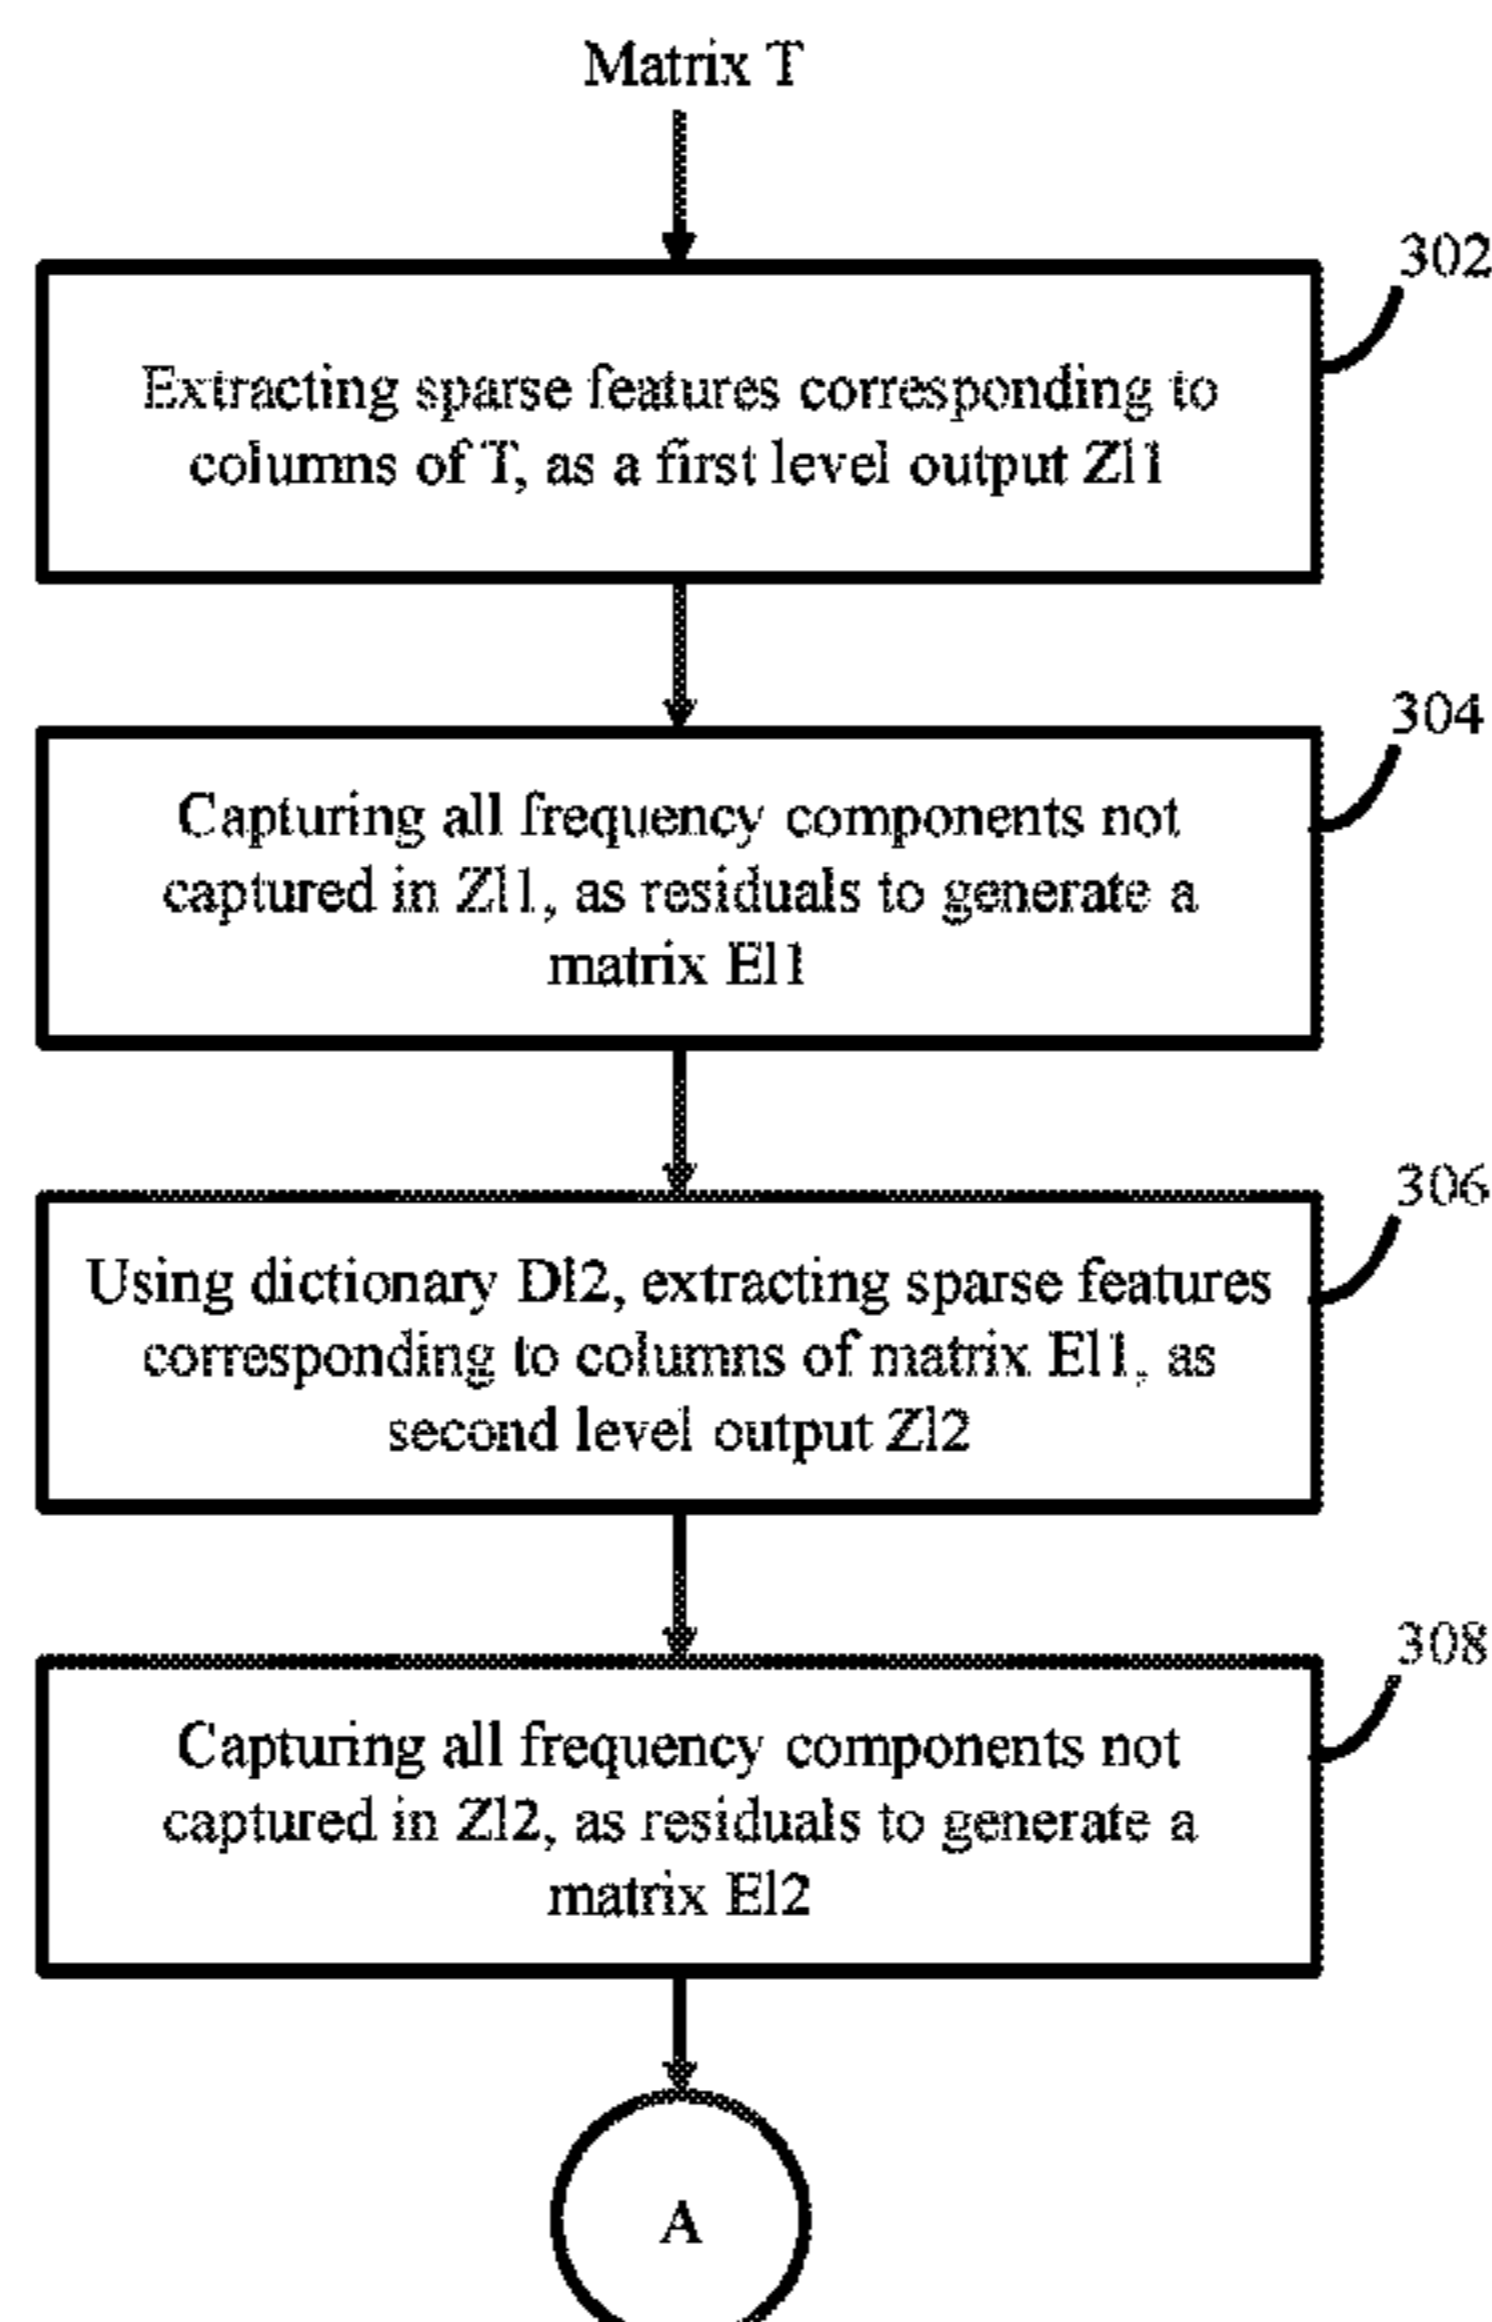 Matrix T
302
Extracting sparse features corresponding to
columns of T, as a first level output Zl1
304
Capturing all frequency components not
captured in Zl1, as residuals to generate a
matrix El1
306
Using dictionary Dl2, extracting sparse features
corresponding to columns of matrix El1, as
second level output Zl2
308
Capturing all frequency components not
captured in Zl2, as residuals to generate a
matrix El2
A